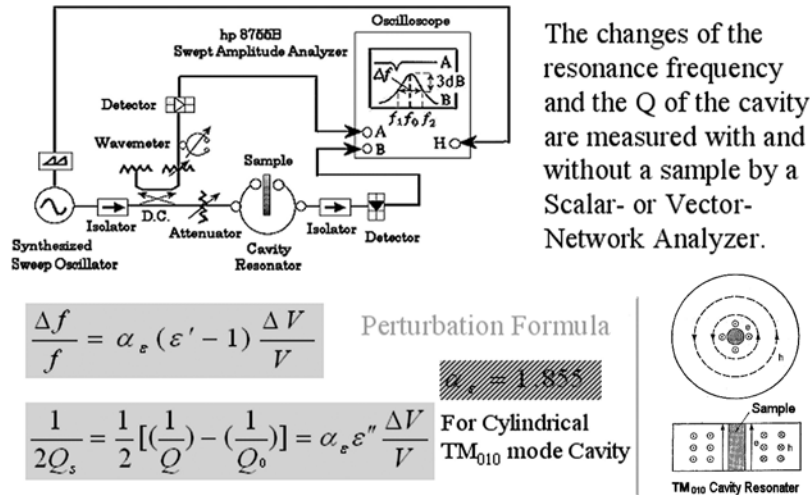 Oscilloscope
hp 8755B
Swept Amplitude Analyzer
A
Δf
3dB
B
f₁ f₀ f₂
A
B
H
Detector
Wavemeter
Sample
D.C.
Isolator
Attenuator
Cavity
Resonator
Isolator
Detector
Synthesized
Sweep Oscillator
The changes of the
resonance frequency
and the Q of the cavity
are measured with and
without a sample by a
Scalar- or Vector-
Network Analyzer.
Δf/f = αε (ε′ − 1) ΔV/V
Perturbation Formula
αε = 1.855
1/2Qs = 1/2 [(1/Q) − (1/Q₀)] = αε ε″ ΔV/V
For Cylindrical
TM₀₁₀ mode Cavity
e
h
Sample
e
h
TM₀₁₀ Cavity Resonater